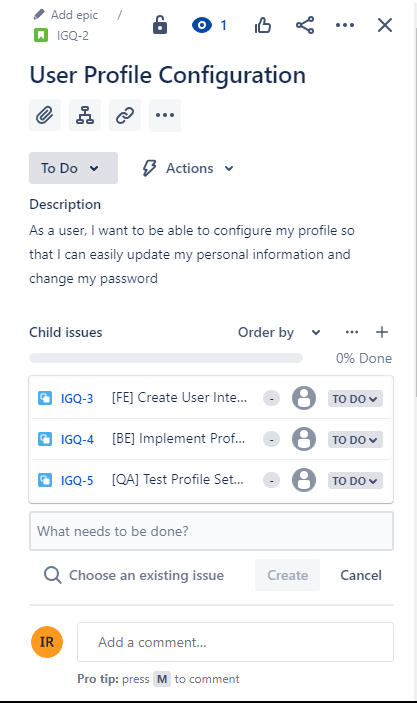 Add epic /
IGQ-2
1
User Profile Configuration
To Do
Actions
Description
As a user, I want to be able to configure my profile so
that I can easily update my personal information and
change my password
Child issues Order by
0% Done
IGQ-3 [FE] Create User Inte... - TO DO
IGQ-4 [BE] Implement Prof... - TO DO
IGQ-5 [QA] Test Profile Set... - TO DO
What needs to be done?
Choose an existing issue Create Cancel
IR Add a comment...
Pro tip: press M to comment